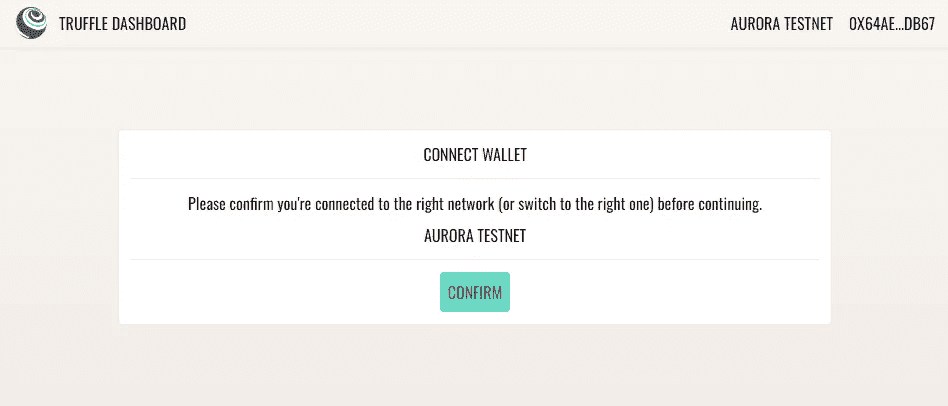 TRUFFLE DASHBOARD
AURORA TESTNET 0X64AE...DB67
CONNECT WALLET
Please confirm you're connected to the right network (or switch to the right one) before continuing.
AURORA TESTNET
CONFIRM